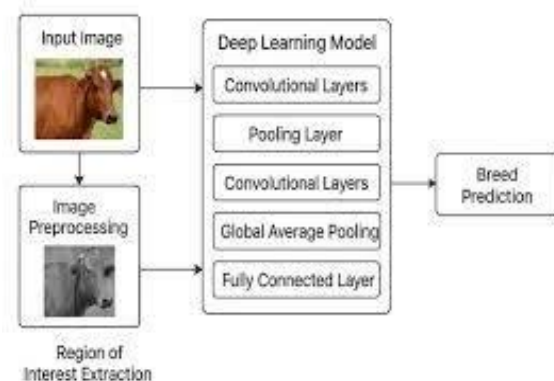 Input Image
Image
Preprocessing
Region of
Interest Extraction
Deep Learning Model
Convolutional Layers
Pooling Layer
Convolutional Layers
Global Average Pooling
Fully Connected Layer
Breed
Prediction